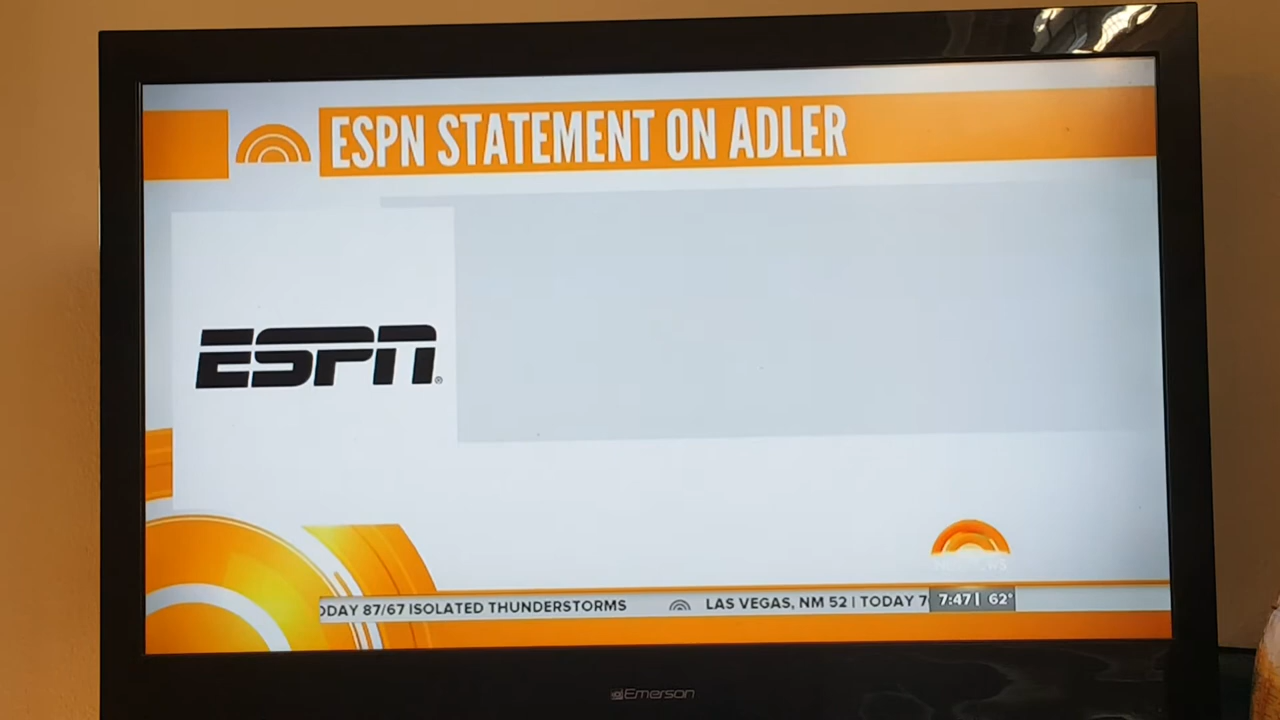 ESPN STATEMENT ON ADLER
ESPN®
ODAY 87/67 ISOLATED THUNDERSTORMS
LAS VEGAS, NM 52 | TODAY 7
7:47 | 62°
Emerson